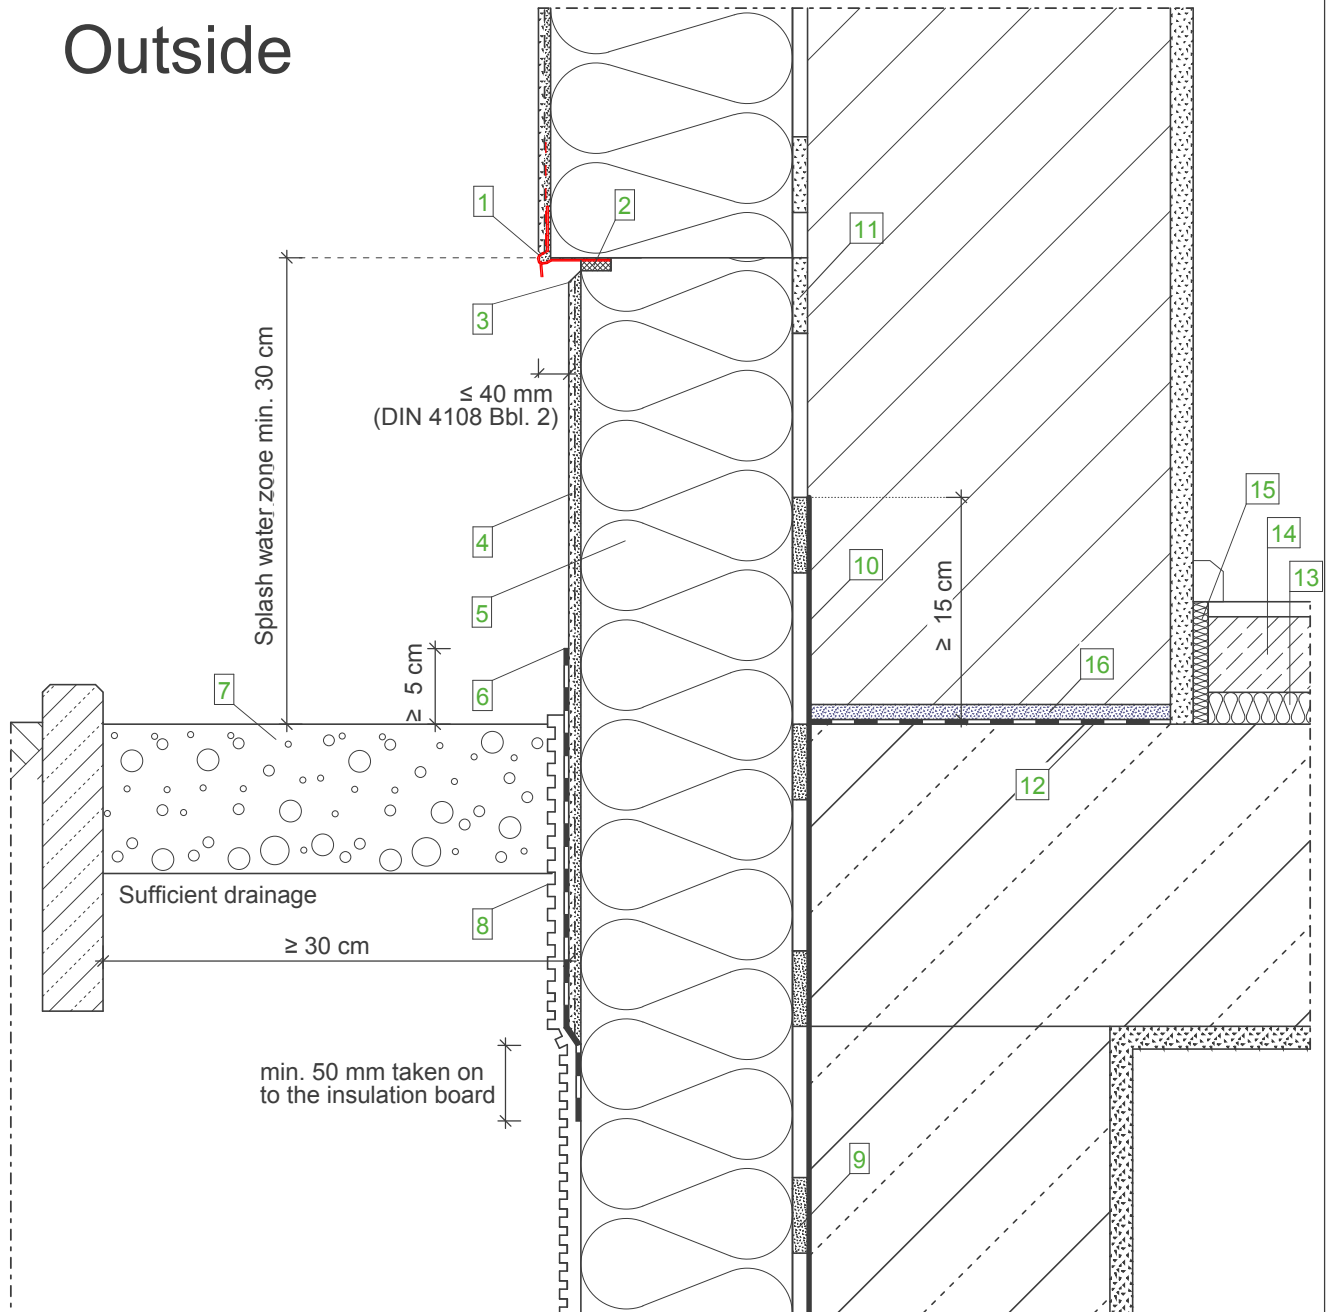 Outside
1
2
11
3
Splash water zone min. 30 cm
≤ 40 mm
(DIN 4108 Bbl. 2)
15
14
4
10
13
5
≥ 15 cm
≥ 5 cm
16
7
6
12
Sufficient drainage
8
≥ 30 cm
min. 50 mm taken on
to the insulation board
9